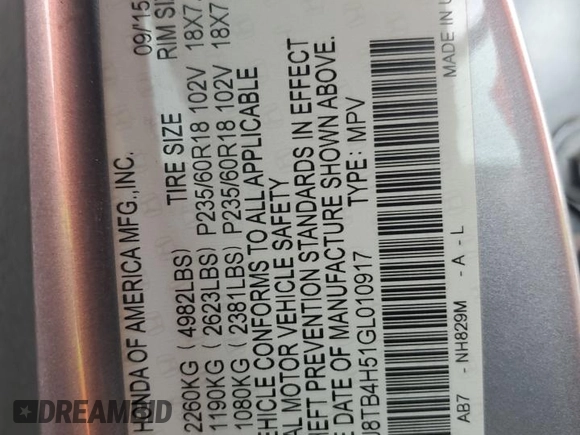 09/15
HONDA OF AMERICA MFG.,INC. RIM SI
TIRE SIZE
2260KG ( 4982LBS)
1190KG ( 2623LBS) P235/60R18 102V 18X7.
1080KG ( 2381LBS) P235/60R18 102V 18X7
EHICLE CONFORMS TO ALL APPLICABLE
AL MOTOR VEHICLE SAFETY
HEFT PREVENTION STANDARDS IN EFFECT
E DATE OF MANUFACTURE SHOWN ABOVE.
J8TB4H51GL010917 TYPE: MPV
AB7 - NH829M - A - L MADE IN U
DREAMBID